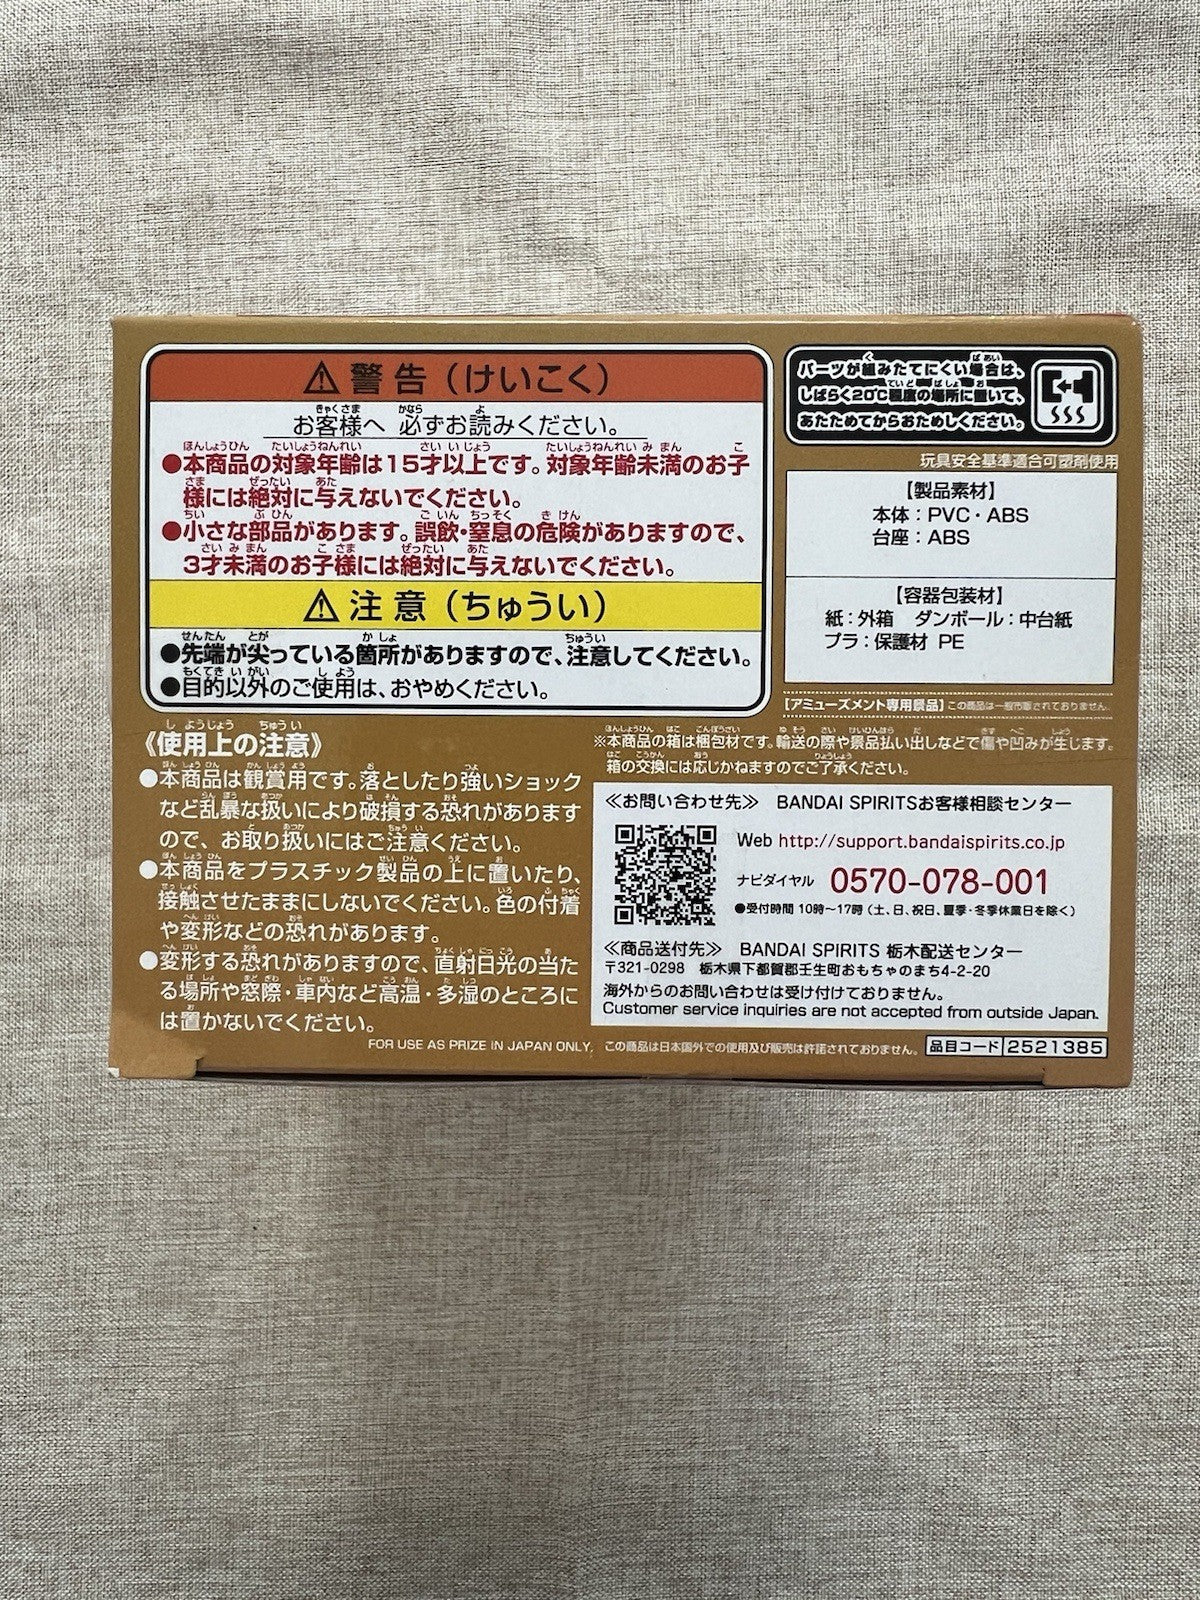 ⚠警告（けいこく）
お客様へ 必ずお読みください。
●本商品の対象年齢は15才以上です。対象年齢未満のお子
様には絶対に与えないでください。
●小さな部品があります。誤飲・窒息の危険がありますので、
3才未満のお子様には絶対に与えないでください。
⚠注意（ちゅうい）
●先端が尖っている箇所がありますので、注意してください。
●目的以外のご使用は、おやめください。
《使用上の注意》
●本商品は観賞用です。落としたり強いショック
など乱暴な扱いにより破損する恐れがあります
ので、お取り扱いにはご注意ください。
●本商品をプラスチック製品の上に置いたり、
接触させたままにしないでください。色の付着
や変形などの恐れがあります。
●変形する恐れがありますので、直射日光の当た
る場所や窓際・車内など高温・多湿のところに
は置かないでください。
パーツが組みたてにくい場合は、
しばらく20℃程度の場所に置いて、
あたためてからおためしください。
玩具安全基準適合可塑剤使用
【製品素材】
本体：PVC・ABS
台座：ABS
【容器包装材】
紙：外箱 ダンボール：中台紙
プラ：保護材 PE
【アミューズメント専用景品】この商品は一般市販されておりません。
※本商品の箱は梱包材です。輸送の際や景品払い出しなどで傷や凹みが生じます。
箱の交換には応じかねますのでご了承ください。
≪お問い合わせ先≫ BANDAI SPIRITSお客様相談センター
Web http://support.bandaispirits.co.jp
ナビダイヤル 0570-078-001
●受付時間 10時〜17時（土、日、祝日、夏季・冬季休業日を除く）
≪商品送付先≫ BANDAI SPIRITS 栃木配送センター
〒321-0298 栃木県下都賀郡壬生町おもちゃのまち4-2-20
海外からのお問い合わせは受け付けておりません。
Customer service inquiries are not accepted from outside Japan.
FOR USE AS PRIZE IN JAPAN ONLY. この商品は日本国外での使用及び販売は許諾されておりません。
品目コード 2521385